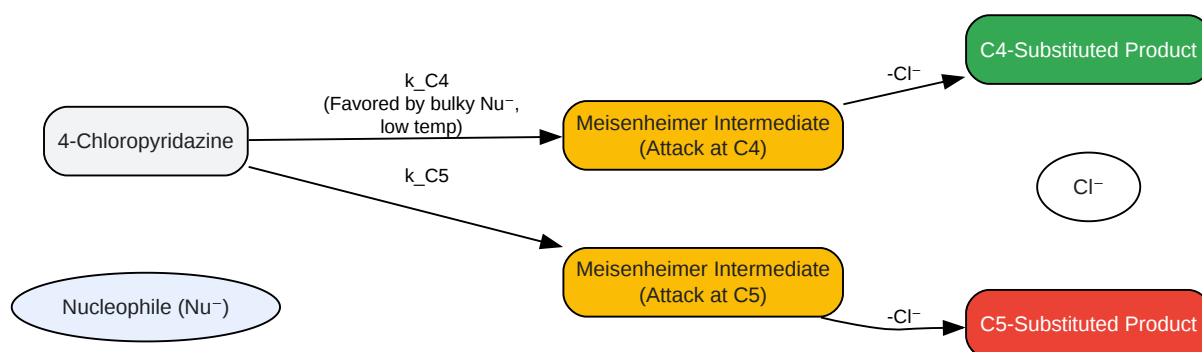 C4-Substituted Product
-Cl⁻
k_C4
(Favored by bulky Nu⁻,
low temp)
4-Chloropyridazine
Meisenheimer Intermediate
(Attack at C4)
k_C5
Cl⁻
Meisenheimer Intermediate
(Attack at C5)
Nucleophile (Nu⁻)
-Cl⁻
C5-Substituted Product